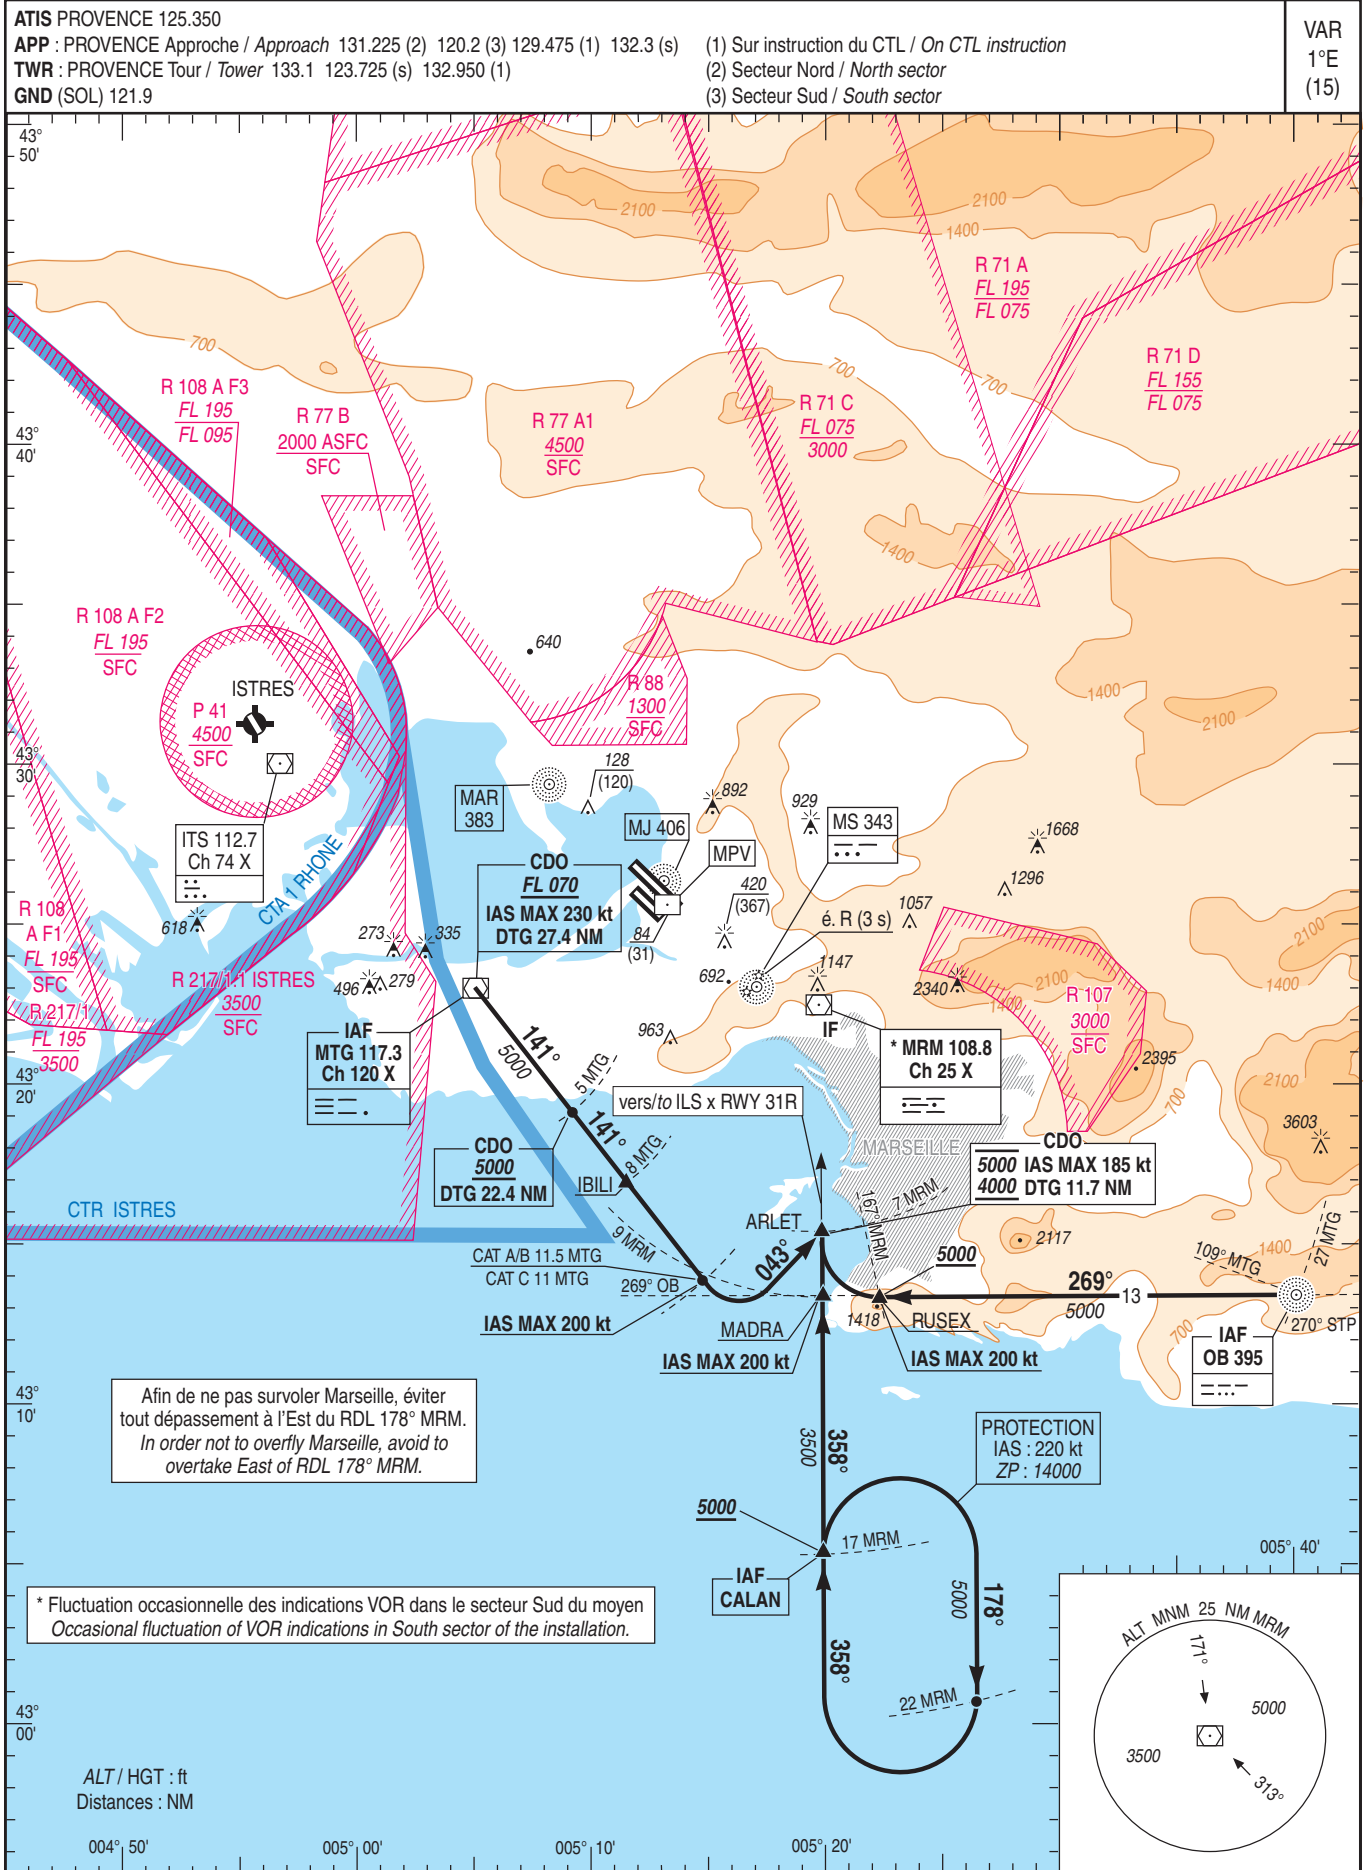 ATIS PROVENCE 125.350
APP : PROVENCE Approche / Approach 131.225 (2) 120.2 (3) 129.475 (1) 132.3 (s)
TWR : PROVENCE Tour / Tower 133.1 123.725 (s) 132.950 (1)
GND (SOL) 121.9
(1) Sur instruction du CTL / On CTL instruction
(2) Secteur Nord / North sector
(3) Secteur Sud / South sector
VAR
1°E
(15)
43°
50'
2100
2100
1400
R 71 A
FL 195
FL 075
700
R 108 A F3
FL 195
FL 095
R 77 B
2000 ASFC
SFC
R 77 A1
4500
SFC
700
700
R 71 C
FL 075
3000
R 71 D
FL 155
FL 075
43°
40'
1400
R 108 A F2
FL 195
SFC
640
ISTRES
P 41
4500
SFC
R 88
1300
SFC
1400
2100
43°
30'
MAR
383
128
(120)
892
929
MS 343
1668
ITS 112.7
Ch 74 X
MJ 406
MPV
1296
CDO
FL 070
IAS MAX 230 kt
DTG 27.4 NM
420
(367)
84
(31)
1057
é. R (3 s)
CTA 1 RHONE
R 108
A F1
FL 195
SFC
618
273
335
496
279
692
1147
2340
2100
1400
2100
1400
R 217/1.1 ISTRES
3500
SFC
R 217/1
FL 195
3500
R 107
3000
SFC
IAF
MTG 117.3
Ch 120 X
963
IF
* MRM 108.8
Ch 25 X
2395
141°
5000
5 MTG
43°
20'
vers/to ILS x RWY 31R
700
2100
3603
141°
8 MTG
IBILI
MARSEILLE
CDO
5000
DTG 22.4 NM
CDO
5000 IAS MAX 185 kt
4000 DTG 11.7 NM
CTR ISTRES
7 MRM
167° MRM
ARLET
9 MRM
043°
2117
27 MTG
109° MTG
1400
CAT A/B 11.5 MTG
CAT C 11 MTG
269° OB
5000
269°
13
5000
IAS MAX 200 kt
MADRA
IAS MAX 200 kt
1418
RUSEX
IAS MAX 200 kt
700
270° STP
IAF
OB 395
43°
10'
Afin de ne pas survoler Marseille, éviter
tout dépassement à l'Est du RDL 178° MRM.
In order not to overfly Marseille, avoid to
overtake East of RDL 178° MRM.
358°
3500
PROTECTION
IAS : 220 kt
ZP : 14000
5000
17 MRM
IAF
CALAN
005° 40'
* Fluctuation occasionnelle des indications VOR dans le secteur Sud du moyen
Occasional fluctuation of VOR indications in South sector of the installation.
178°
5000
358°
22 MRM
ALT MNM 25 NM MRM
171°
5000
3500
313°
43°
00'
ALT / HGT : ft
Distances : NM
004° 50'
005° 00'
005° 10'
005° 20'